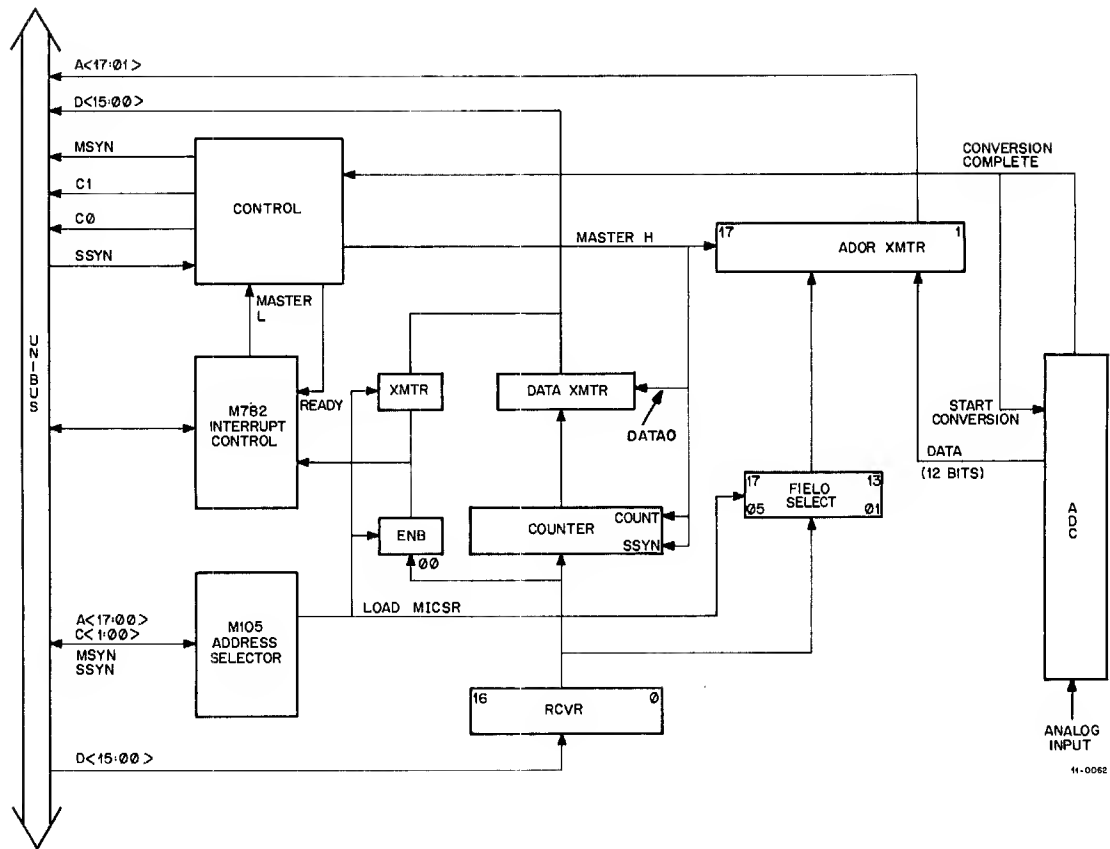 A<17:01>
D<15:00>
MSYN
C1
C0
SSYN
CONTROL
CONVERSION
COMPLETE
MASTER H
17
1
ADDR XMTR
MASTER
L
UNIBUS
M782
INTERRUPT
CONTROL
READY
XMTR
DATA XMTR
DATAO
START
CONVERSION
DATA
(12 BITS)
ADC
17
13
FIELD
SELECT
05
01
ENB
00
COUNTER
COUNT
SSYN
A<17:00>
C<1:00>
MSYN
SSYN
M105
ADDRESS
SELECTOR
LOAD MICSR
16
0
RCVR
ANALOG
INPUT
D<15:00>
11-0062